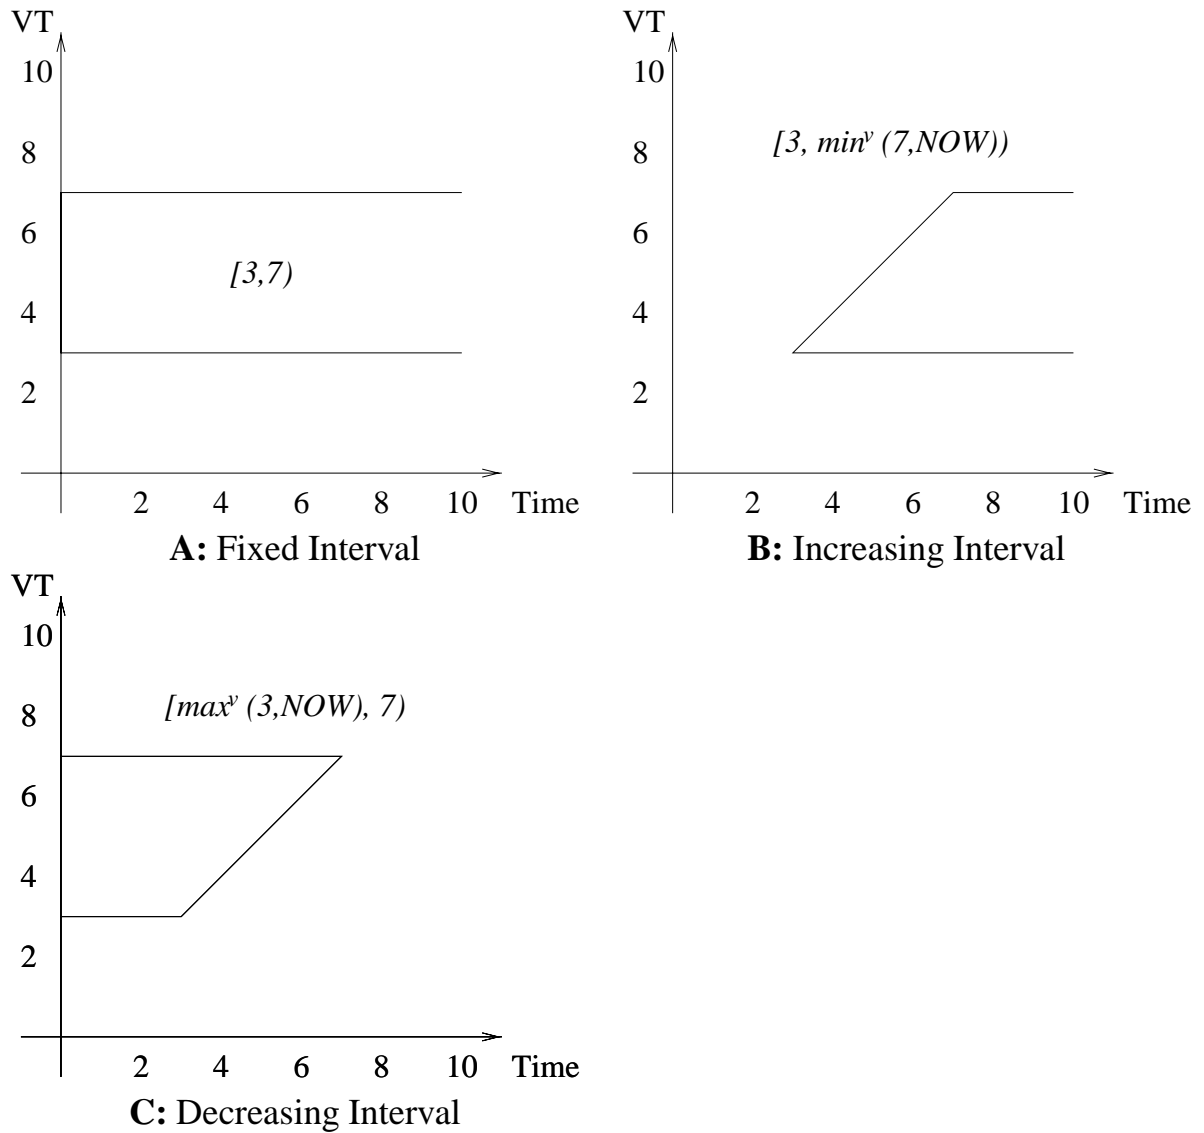 VT
10
8
6
4
2
[3,7)
2 4 6 8 10 Time
A: Fixed Interval
VT
10
8
6
4
2
[3, minᵛ (7,NOW))
2 4 6 8 10 Time
B: Increasing Interval
VT
10
8
6
4
2
[maxᵛ (3,NOW), 7)
2 4 6 8 10 Time
C: Decreasing Interval